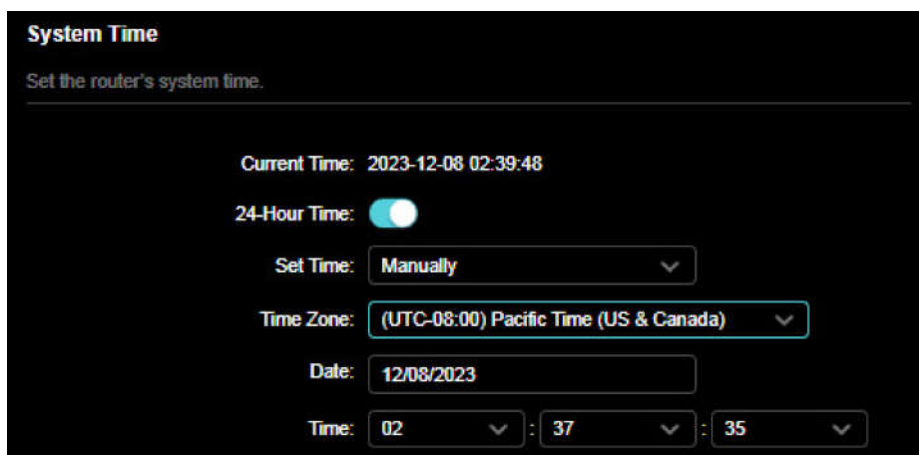 System Time
Set the router's system time.
Current Time: 2023-12-08 02:39:48
24-Hour Time:
Set Time: Manually
Time Zone: (UTC-08:00) Pacific Time (US & Canada)
Date: 12/08/2023
Time: 02 : 37 : 35